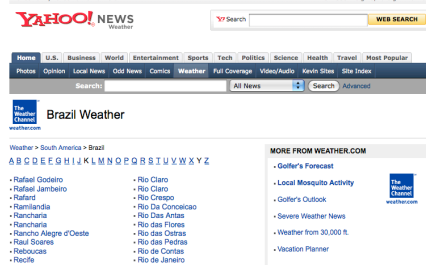 YAHOO! NEWS
Weather
Y! Search
WEB SEARCH
Home U.S. Business World Entertainment Sports Tech Politics Science Health Travel Most Popular
Photos Opinion Local News Odd News Comics Weather Full Coverage Video/Audio Kevin Sites Site Index
Search: All News Search Advanced
The Weather Channel
weather.com
Brazil Weather
Weather > South America > Brazil
A B C D E F G H I J K L M N O P Q R S T U V W X Y Z
• Rafael Godeiro
• Rafael Jambeiro
• Rafard
• Ramilandia
• Rancharia
• Rancharia
• Rancho Alegre d'Oeste
• Raul Soares
• Reboucas
• Recife
• Rio Claro
• Rio Claro
• Rio Crespo
• Rio Da Conceicao
• Rio Das Antas
• Rio das Flores
• Rio das Ostras
• Rio das Pedras
• Rio de Contas
• Rio de Janeiro
MORE FROM WEATHER.COM
• Golfer's Forecast
• Local Mosquito Activity
• Golfer's Outlook
• Severe Weather News
• Weather from 30,000 ft.
• Vacation Planner
The Weather Channel
weather.com